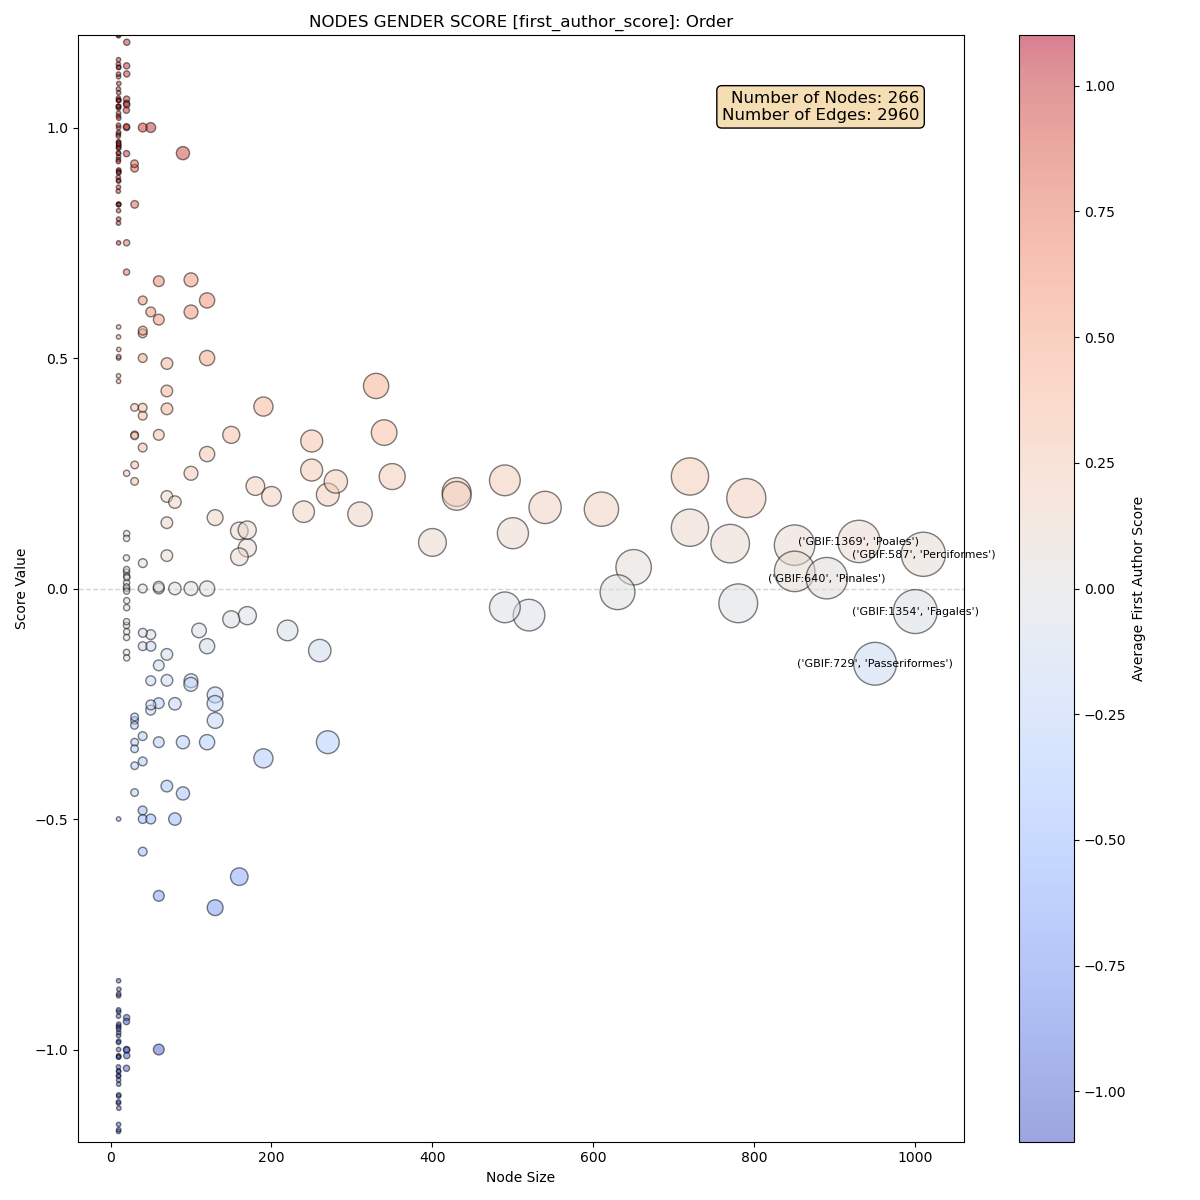 NODES GENDER SCORE [first_author_score]: Order
Number of Nodes: 266
Number of Edges: 2960
Score Value
1.0
0.5
0.0
−0.5
−1.0
('GBIF:1369', 'Poales')
('GBIF:587', 'Perciformes')
('GBIF:640', 'Pinales')
('GBIF:1354', 'Fagales')
('GBIF:729', 'Passeriformes')
0
200
400
600
800
1000
Node Size
1.00
0.75
0.50
0.25
0.00
−0.25
−0.50
−0.75
−1.00
Average First Author Score